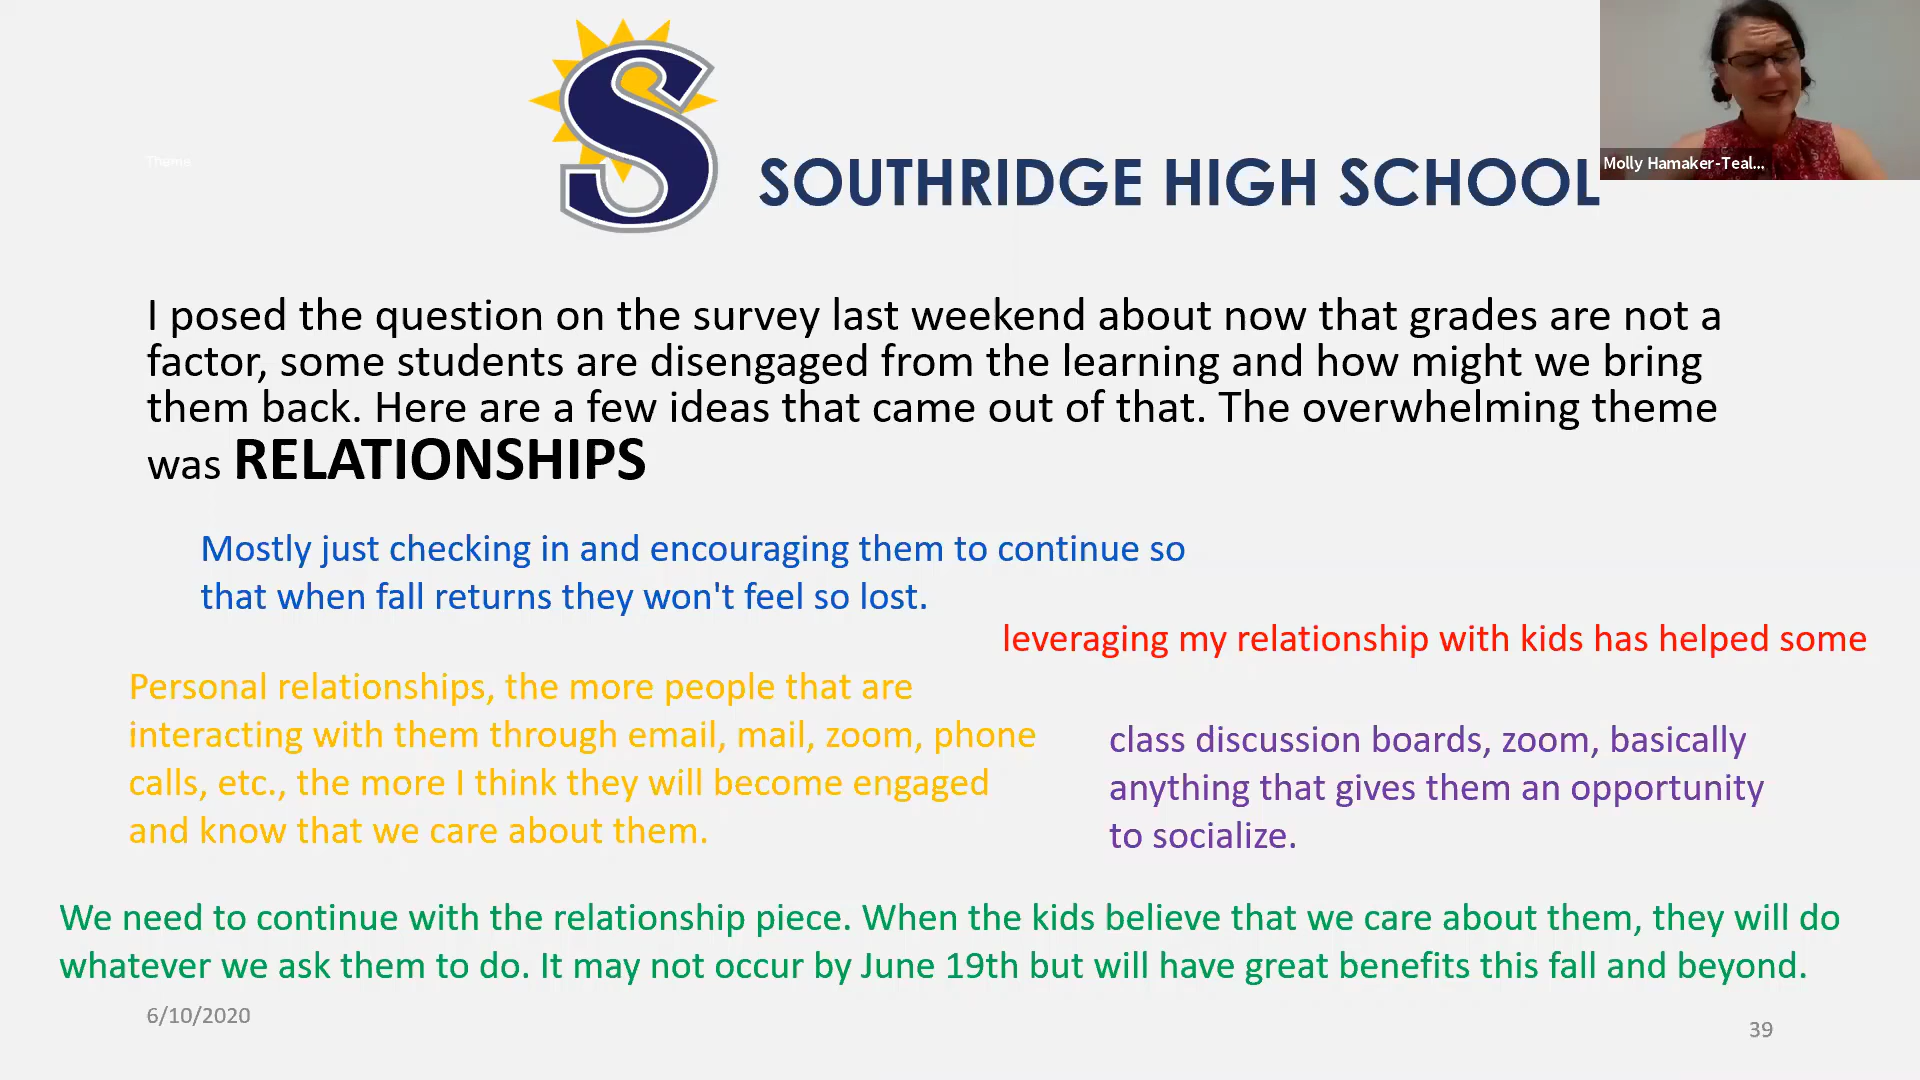 S
SOUTHRIDGE HIGH SCHOOL
Molly Hamaker-Teal...
Theme
I posed the question on the survey last weekend about now that grades are not a
factor, some students are disengaged from the learning and how might we bring
them back. Here are a few ideas that came out of that. The overwhelming theme
was RELATIONSHIPS
Mostly just checking in and encouraging them to continue so
that when fall returns they won't feel so lost.
leveraging my relationship with kids has helped some
Personal relationships, the more people that are
interacting with them through email, mail, zoom, phone
calls, etc., the more I think they will become engaged
and know that we care about them.
class discussion boards, zoom, basically
anything that gives them an opportunity
to socialize.
We need to continue with the relationship piece. When the kids believe that we care about them, they will do
whatever we ask them to do. It may not occur by June 19th but will have great benefits this fall and beyond.
6/10/2020
39